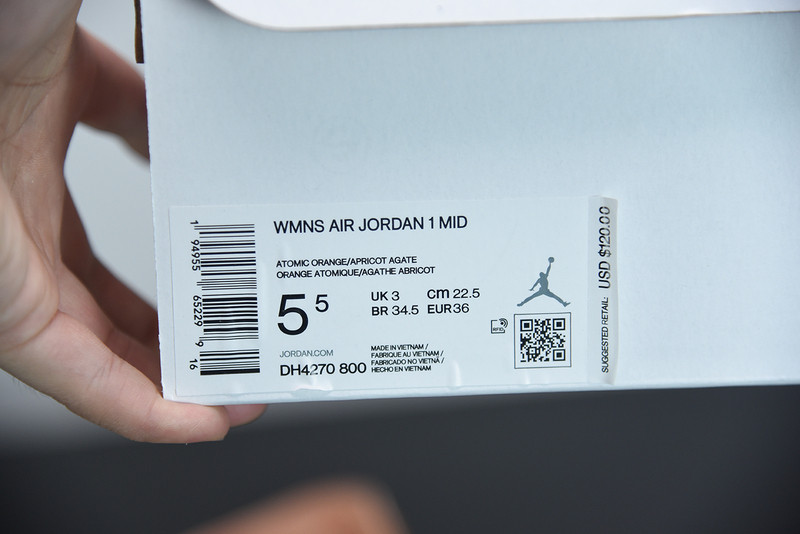 WMNS AIR JORDAN 1 MID
ATOMIC ORANGE/APRICOT AGATE
ORANGE ATOMIQUE/AGATHE ABRICOT
5 5
UK 3 cm 22.5
BR 34.5 EUR 36
JORDAN.COM
DH4270 800
MADE IN VIETNAM /
FABRIQUE AU VIETNAM /
FABRICADO NO VIETNÃ /
HECHO EN VIETNAM
RFID
1 94955 65229 9 16
SUGGESTED RETAIL: USD $120.00